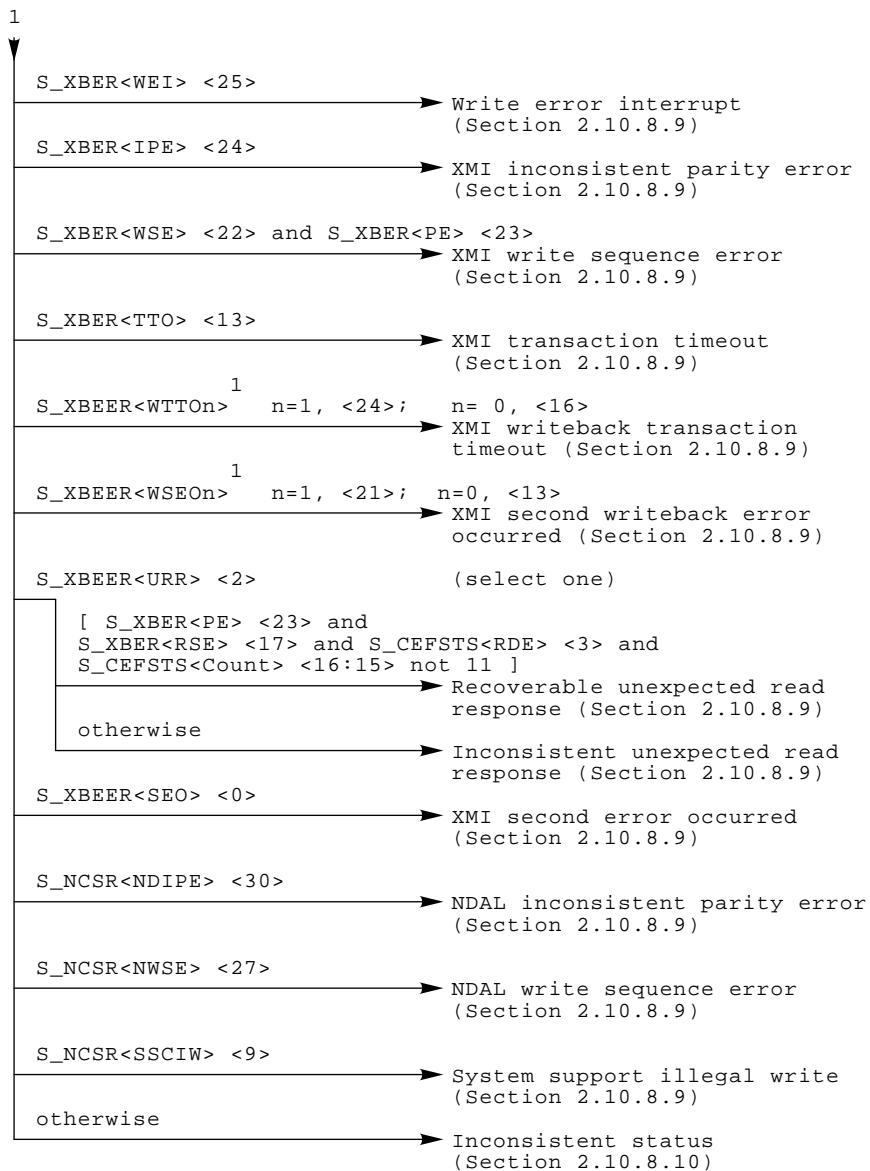 1
S_XBER<WEI> <25>
Write error interrupt
(Section 2.10.8.9)
S_XBER<IPE> <24>
XMI inconsistent parity error
(Section 2.10.8.9)
S_XBER<WSE> <22> and S_XBER<PE> <23>
XMI write sequence error
(Section 2.10.8.9)
S_XBER<TTO> <13>
XMI transaction timeout
(Section 2.10.8.9)
1
S_XBEER<WTTOn> n=1, <24>; n= 0, <16>
XMI writeback transaction
timeout (Section 2.10.8.9)
1
S_XBEER<WSEOn> n=1, <21>; n=0, <13>
XMI second writeback error
occurred (Section 2.10.8.9)
S_XBEER<URR> <2> (select one)
[ S_XBER<PE> <23> and
S_XBER<RSE> <17> and S_CEFSTS<RDE> <3> and
S_CEFSTS<Count> <16:15> not 11 ]
Recoverable unexpected read
response (Section 2.10.8.9)
otherwise
Inconsistent unexpected read
response (Section 2.10.8.9)
S_XBEER<SEO> <0>
XMI second error occurred
(Section 2.10.8.9)
S_NCSR<NDIPE> <30>
NDAL inconsistent parity error
(Section 2.10.8.9)
S_NCSR<NWSE> <27>
NDAL write sequence error
(Section 2.10.8.9)
S_NCSR<SSCIW> <9>
System support illegal write
(Section 2.10.8.9)
otherwise
Inconsistent status
(Section 2.10.8.10)